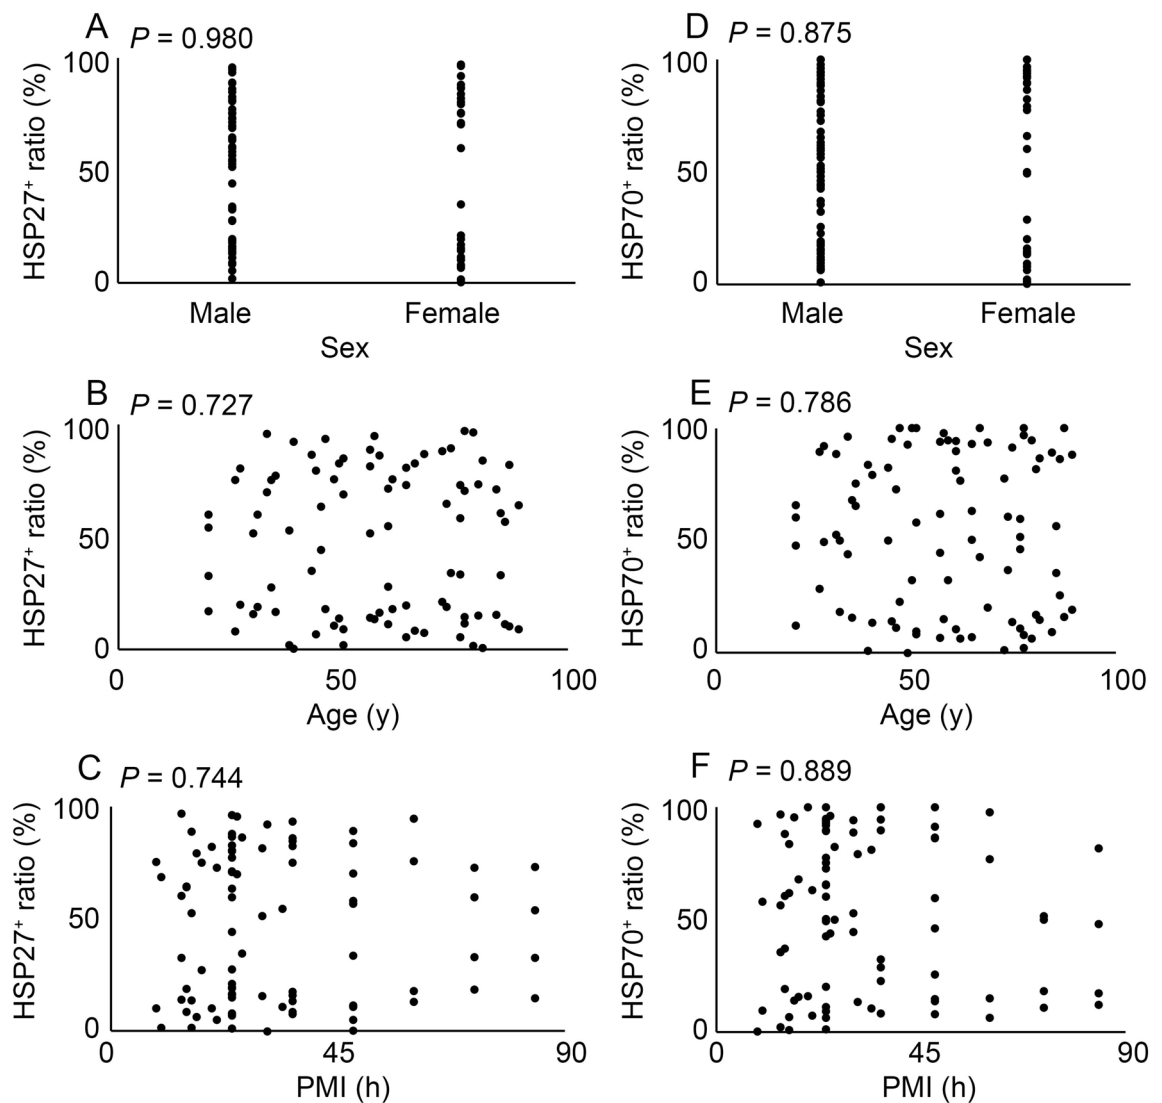 A
P = 0.980
HSP27+ ratio (%)
100
50
0
Male
Female
Sex
D
P = 0.875
HSP70+ ratio (%)
100
50
0
Male
Female
Sex
B
P = 0.727
HSP27+ ratio (%)
100
50
0
0
50
100
Age (y)
E
P = 0.786
HSP70+ ratio (%)
100
50
0
0
50
100
Age (y)
C
P = 0.744
HSP27+ ratio (%)
100
50
0
0
45
90
PMI (h)
F
P = 0.889
HSP70+ ratio (%)
100
50
0
0
45
90
PMI (h)